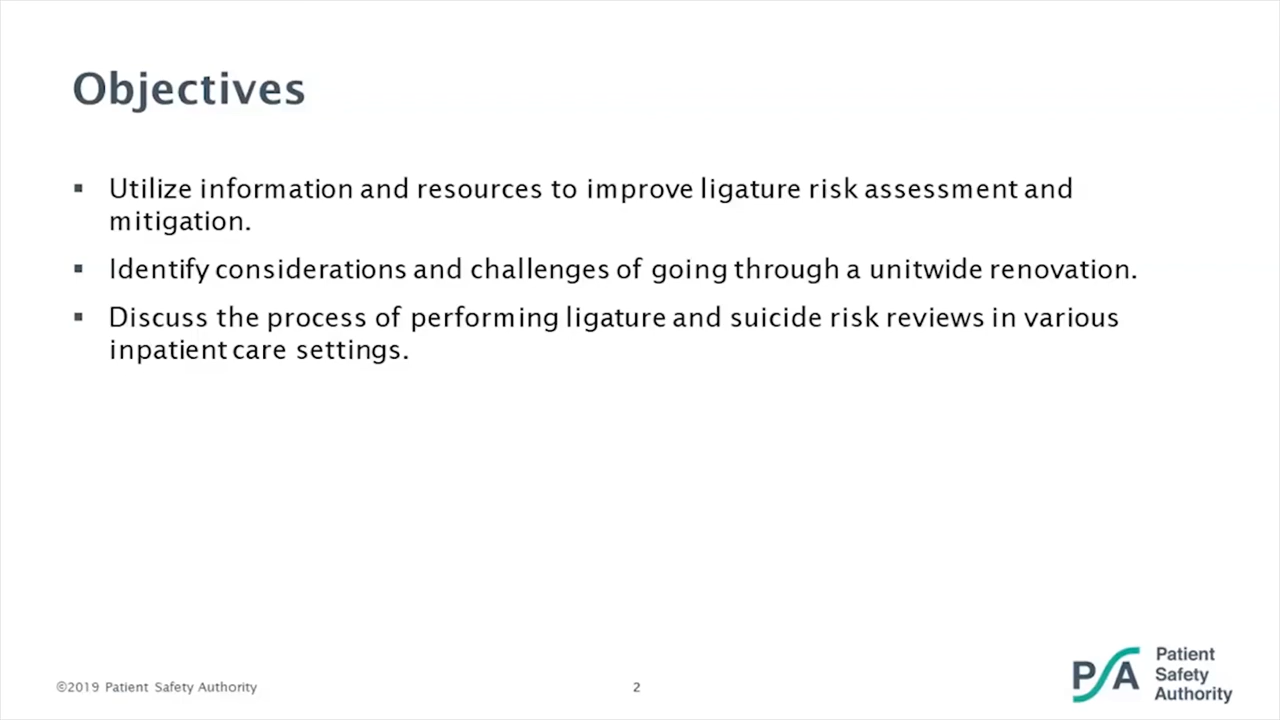 Objectives
▪ Utilize information and resources to improve ligature risk assessment and
mitigation.
▪ Identify considerations and challenges of going through a unitwide renovation.
▪ Discuss the process of performing ligature and suicide risk reviews in various
inpatient care settings.
©2019 Patient Safety Authority
2
PSA
Patient
Safety
Authority